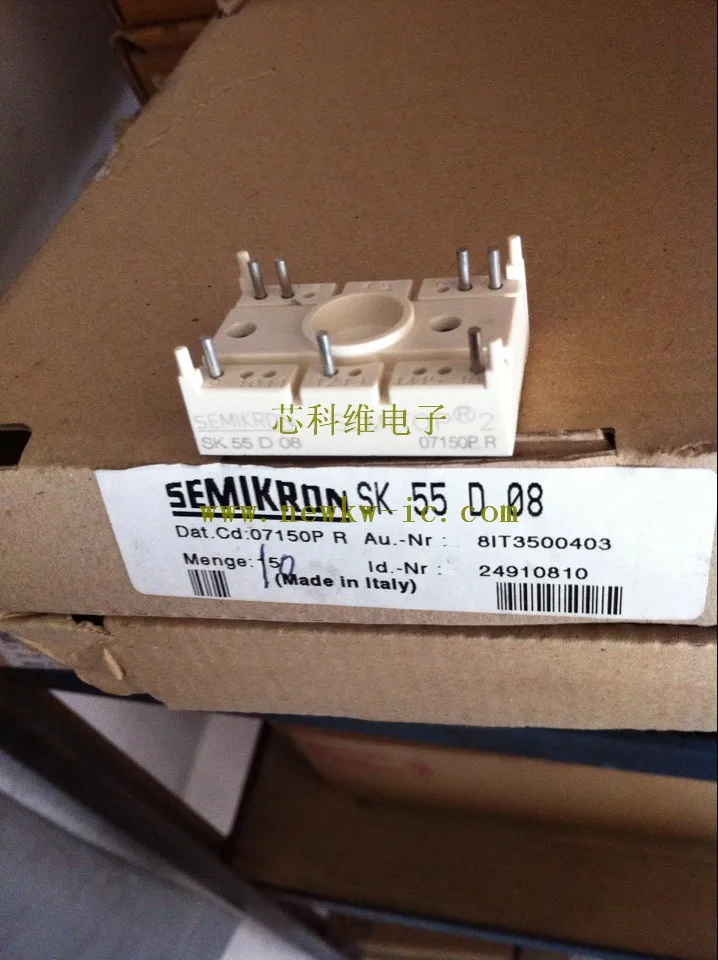 SEMIKRON 芯科维电子 ® 2
SK 55 D 08 07150P R
SEMIKRON SK 55 D 08
www.newkw-ic.com
Dat.Cd:07150P R Au.-Nr : 8IT3500403
Menge: Id.-Nr : 24910810
(Made in Italy)